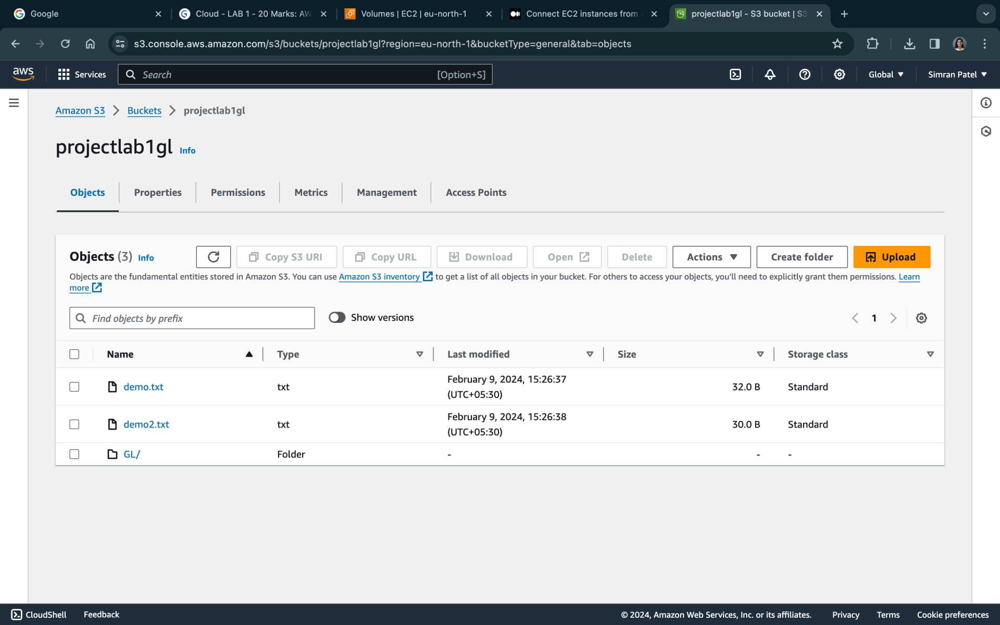 Google
Cloud - LAB 1 - 20 Marks: AW
Volumes | EC2 | eu-north-1
Connect EC2 instances from
projectlab1gl - S3 bucket | S3
s3.console.aws.amazon.com/s3/buckets/projectlab1gl?region=eu-north-1&bucketType=general&tab=objects
aws
Services
Search
[Option+S]
Global
Simran Patel
Amazon S3
Buckets
projectlab1gl
projectlab1gl Info
Objects
Properties
Permissions
Metrics
Management
Access Points
Objects (3) Info
Copy S3 URI
Copy URL
Download
Open
Delete
Actions
Create folder
Upload
Objects are the fundamental entities stored in Amazon S3. You can use Amazon S3 inventory to get a list of all objects in your bucket. For others to access your objects, you'll need to explicitly grant them permissions. Learn
more
Find objects by prefix
Show versions
1
Name Type Last modified Size Storage class
demo.txt txt February 9, 2024, 15:26:37 32.0 B Standard
(UTC+05:30)
demo2.txt txt February 9, 2024, 15:26:38 30.0 B Standard
(UTC+05:30)
GL/ Folder - - -
CloudShell
Feedback
© 2024, Amazon Web Services, Inc. or its affiliates.
Privacy
Terms
Cookie preferences